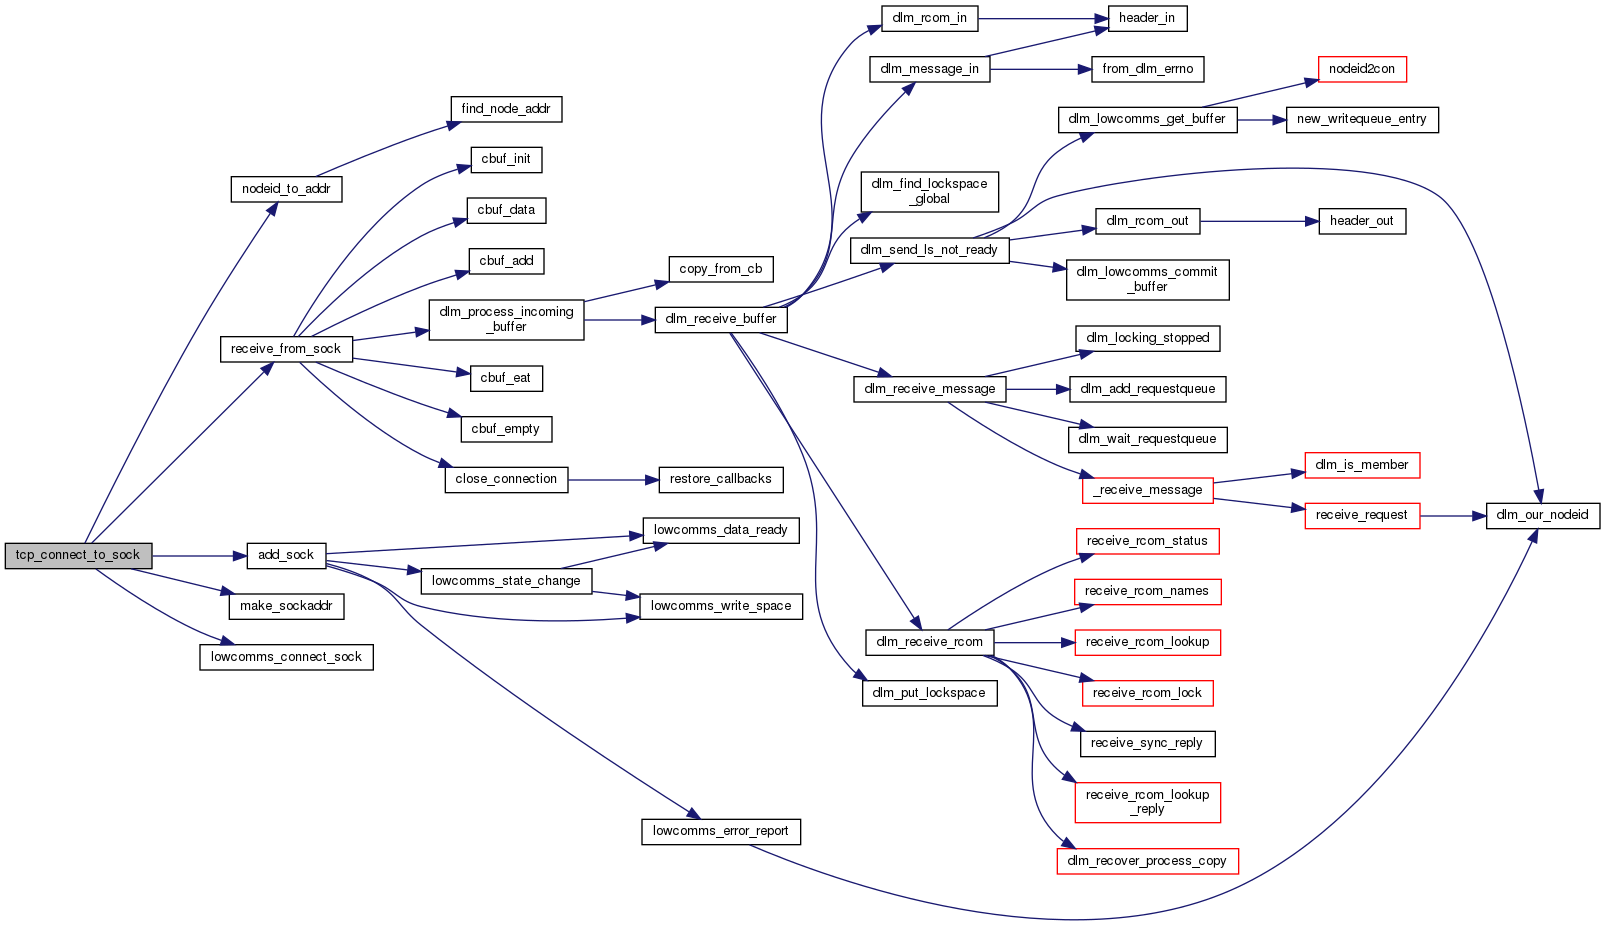 tcp_connect_to_sock
nodeid_to_addr
find_node_addr
receive_from_sock
cbuf_init
cbuf_data
cbuf_add
dlm_process_incoming
_buffer
copy_from_cb
dlm_receive_buffer
dlm_rcom_in
header_in
dlm_message_in
from_dlm_errno
dlm_find_lockspace
_global
dlm_send_ls_not_ready
dlm_lowcomms_get_buffer
nodeid2con
new_writequeue_entry
dlm_rcom_out
header_out
dlm_lowcomms_commit
_buffer
dlm_receive_message
dlm_locking_stopped
dlm_add_requestqueue
dlm_wait_requestqueue
_receive_message
dlm_is_member
receive_request
dlm_our_nodeid
dlm_receive_rcom
receive_rcom_status
receive_rcom_names
receive_rcom_lookup
receive_rcom_lock
receive_sync_reply
receive_rcom_lookup
_reply
dlm_recover_process_copy
dlm_put_lockspace
cbuf_eat
cbuf_empty
close_connection
restore_callbacks
add_sock
lowcomms_data_ready
lowcomms_state_change
lowcomms_write_space
lowcomms_error_report
make_sockaddr
lowcomms_connect_sock